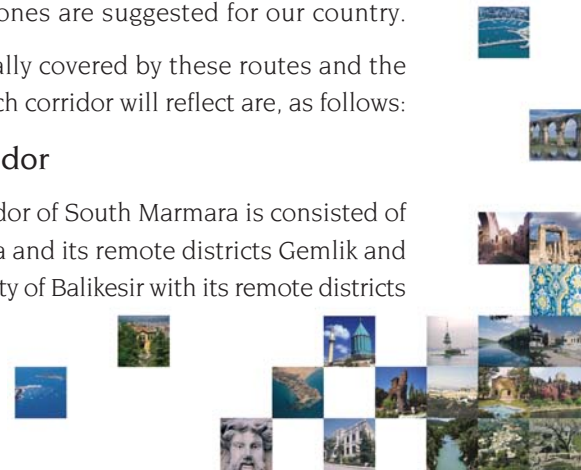 ones are suggested for our country.
ally covered by these routes and the
ch corridor will reflect are, as follows:
dor
dor of South Marmara is consisted of
a and its remote districts Gemlik and
ty of Balikesir with its remote districts